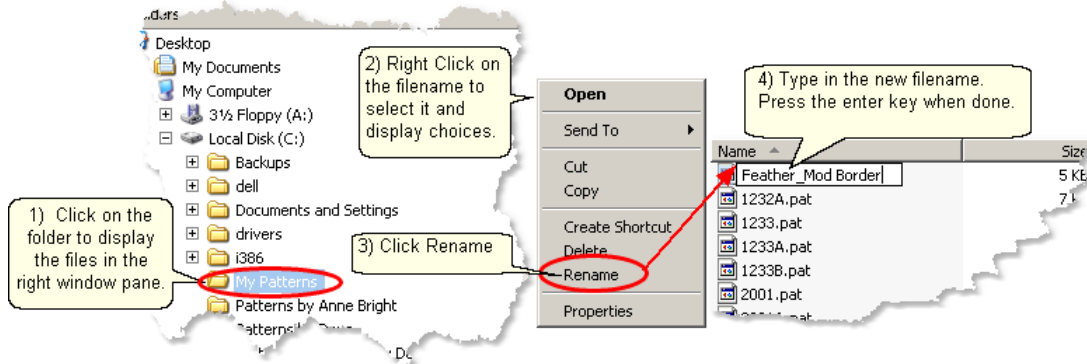 Desktop
My Documents
My Computer
3½ Floppy (A:)
Local Disk (C:)
Backups
dell
Documents and Settings
drivers
i386
My Patterns
Patterns by Anne Bright
1) Click on the
folder to display
the files in the
right window pane.
2) Right Click on
the filename to
select it and
display choices.
3) Click Rename
Open
Send To
Cut
Copy
Create Shortcut
Delete
Rename
Properties
4) Type in the new filename.
Press the enter key when done.
Name Size
Feather_Mod Border 5 KB
1232A.pat
1233.pat
1233A.pat
1233B.pat
2001.pat